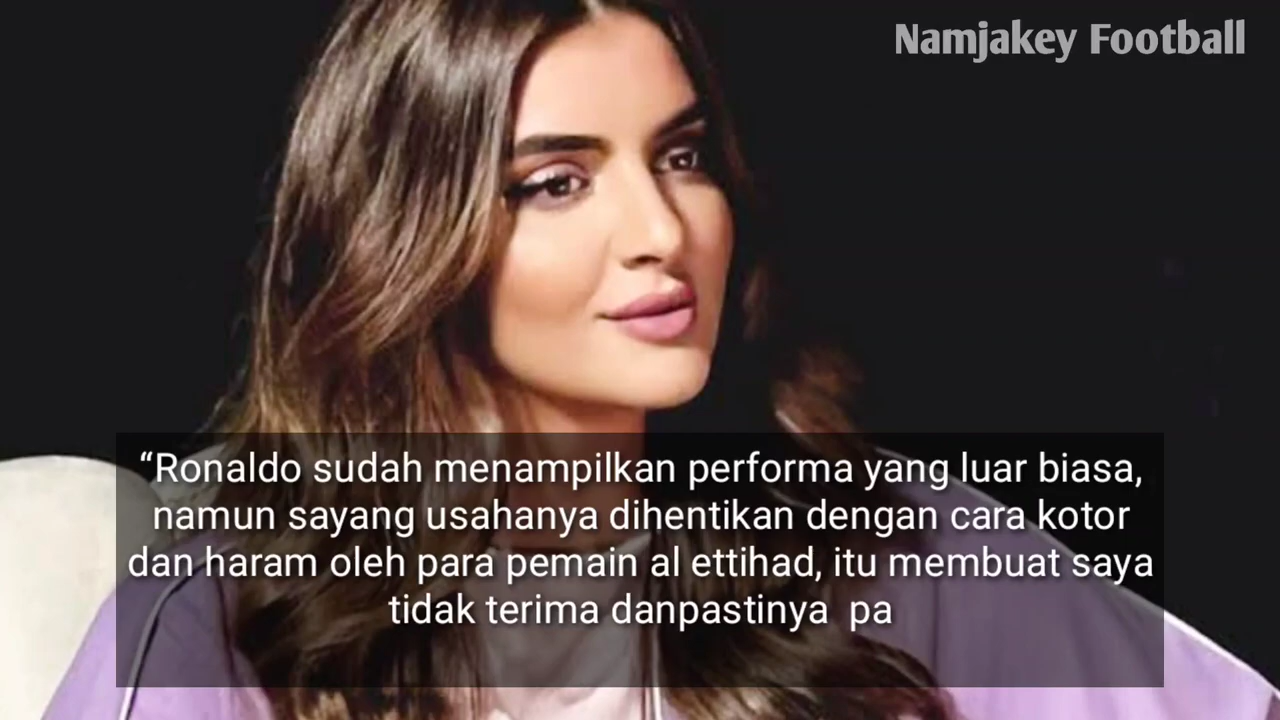 Namjakey Football
“Ronaldo sudah menampilkan performa yang luar biasa,
namun sayang usahanya dihentikan dengan cara kotor
dan haram oleh para pemain al ettihad, itu membuat saya
tidak terima danpastinya  pa